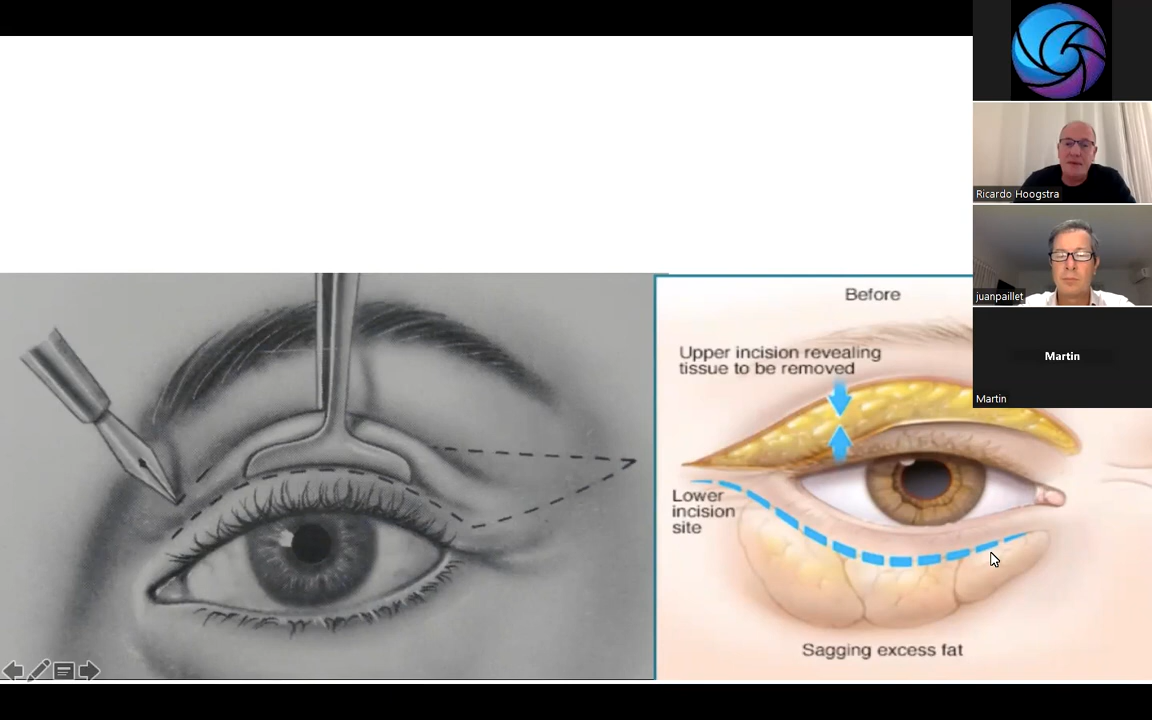 Before
Upper incision revealing
tissue to be removed
Lower
incision
site
Sagging excess fat
Ricardo Hoogstra
juanpaillet
Martin
Martin